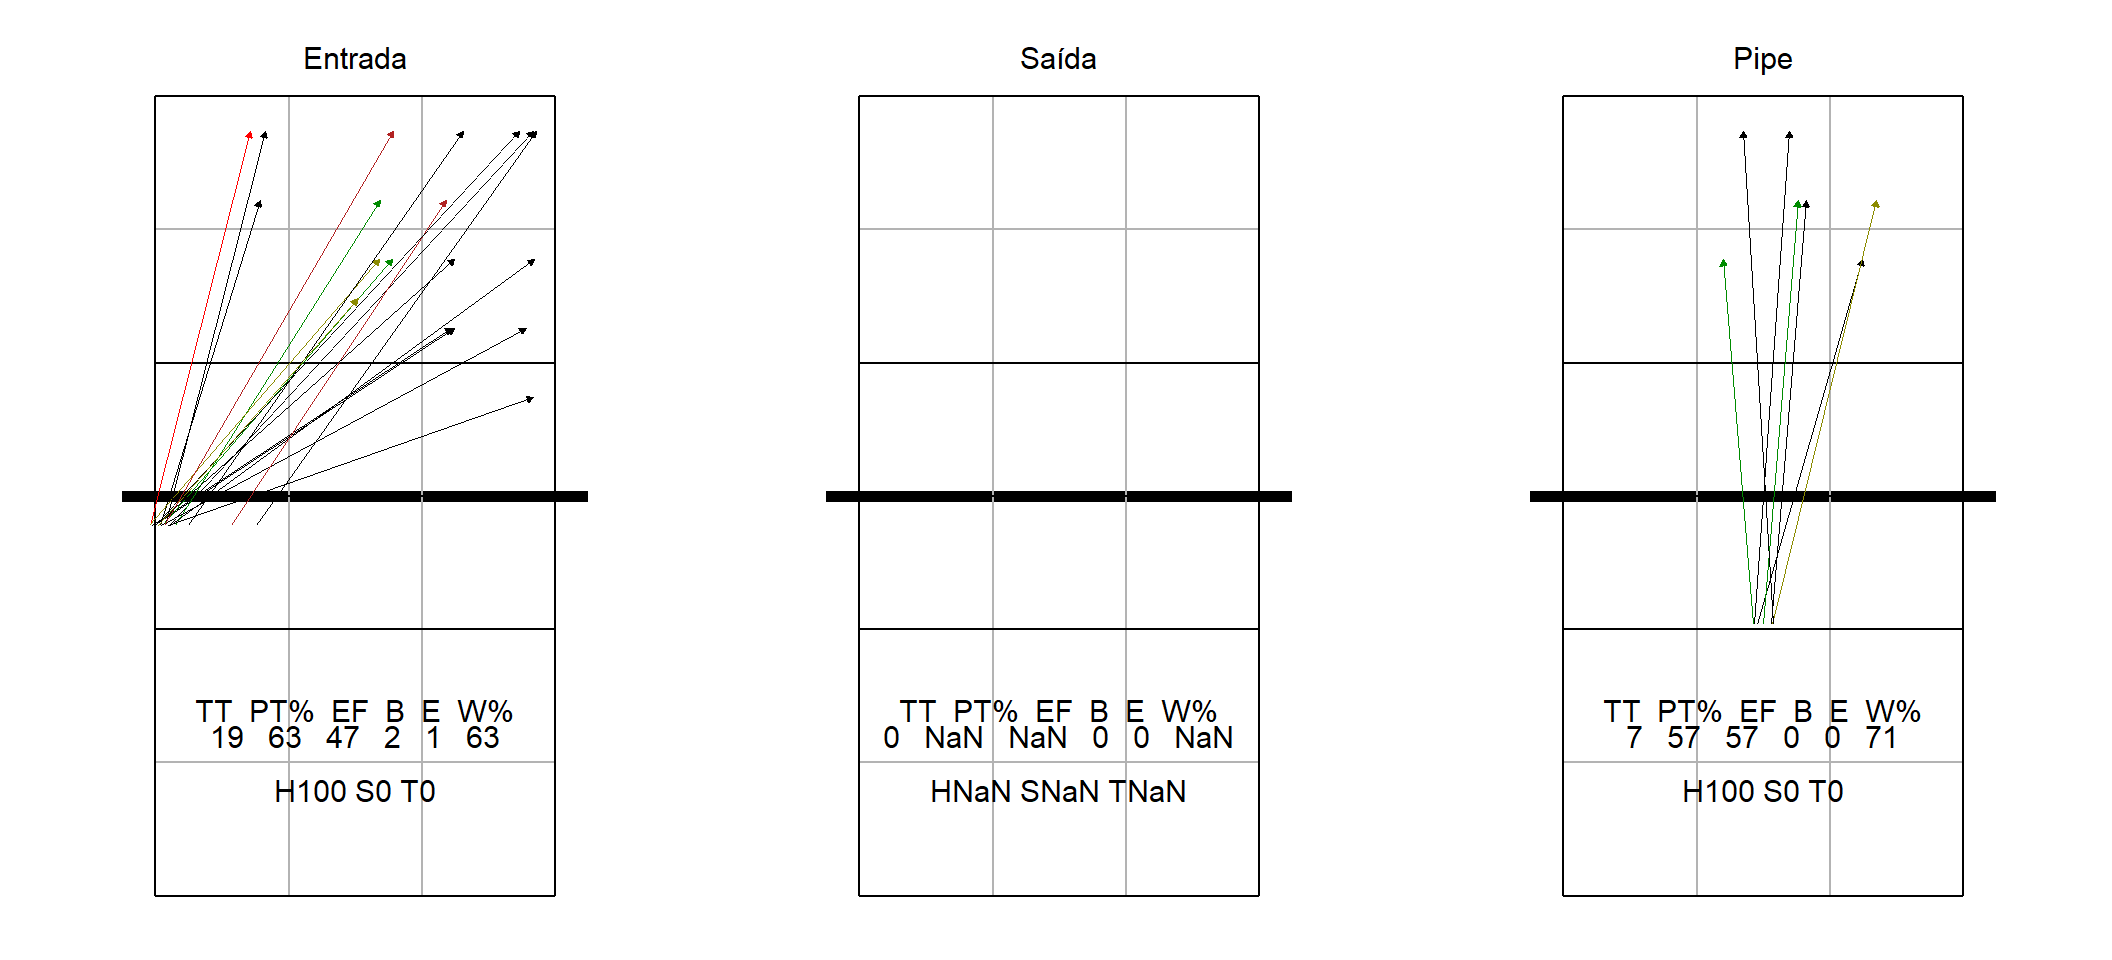 Entrada
TT PT% EF B E W%
19 63 47 2 1 63
H100 S0 T0
Saída
TT PT% EF B E W%
0 NaN NaN 0 0 NaN
HNaN SNaN TNaN
Pipe
TT PT% EF B E W%
7 57 57 0 0 71
H100 S0 T0